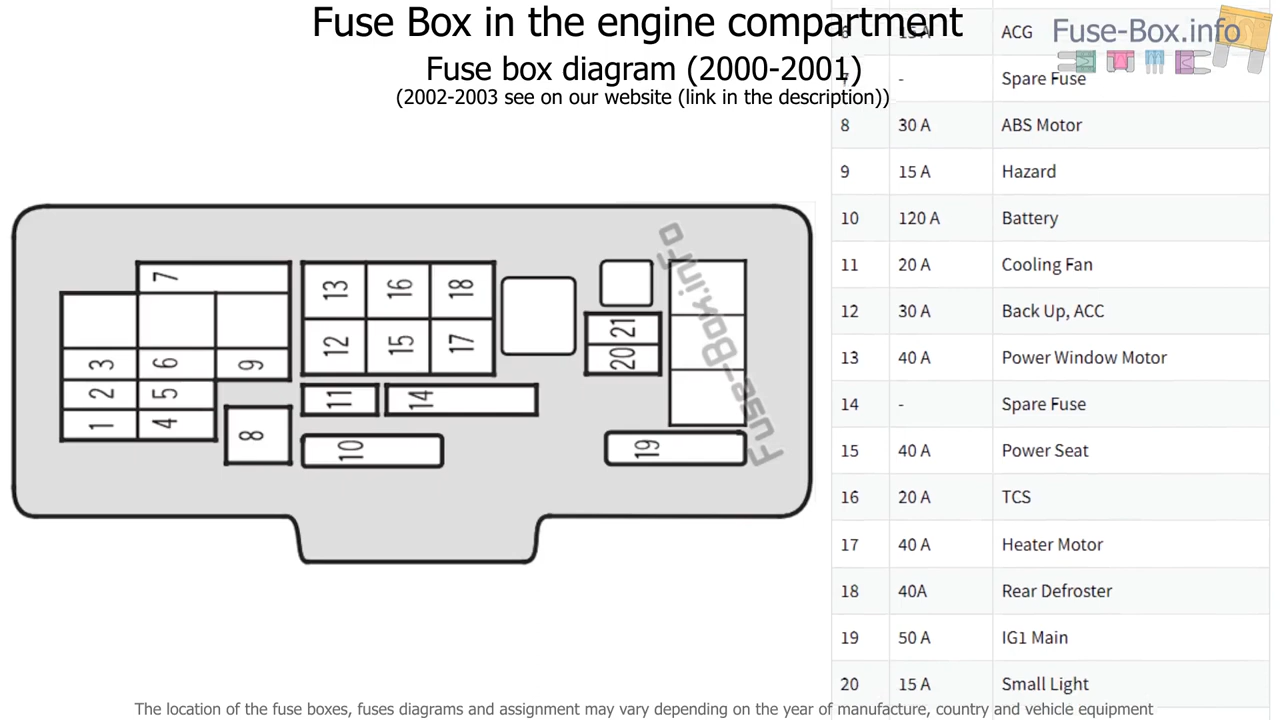 Fuse Box in the engine compartment
Fuse box diagram (2000-2001)
(2002-2003 see on our website (link in the description))
Fuse-Box.info
6 15 A ACG
7 - Spare Fuse
8 30 A ABS Motor
9 15 A Hazard
10 120 A Battery
11 20 A Cooling Fan
12 30 A Back Up, ACC
13 40 A Power Window Motor
14 - Spare Fuse
15 40 A Power Seat
16 20 A TCS
17 40 A Heater Motor
18 40A Rear Defroster
19 50 A IG1 Main
20 15 A Small Light
7
13 16 18
3 6 9
12 15 17
21
20
2 5
1 4
8
11 14
10
19
Fuse-Box.info
The location of the fuse boxes, fuses diagrams and assignment may vary depending on the year of manufacture, country and vehicle equipment